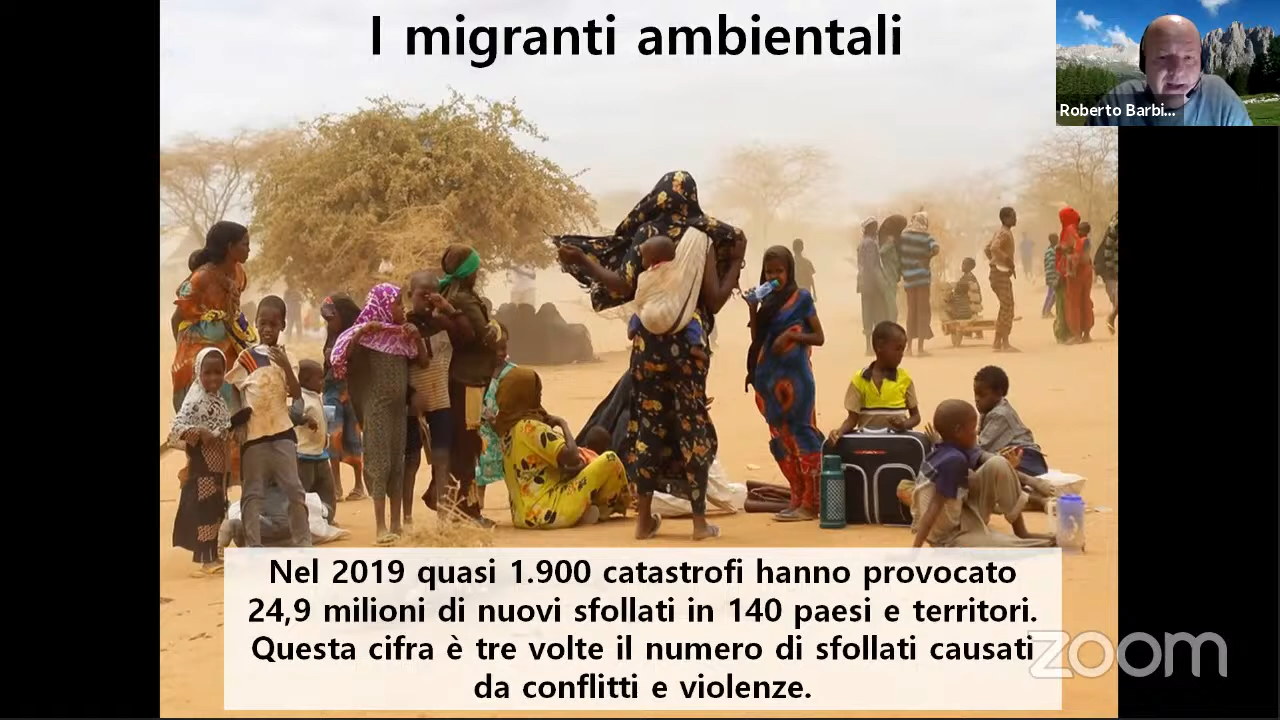 I migranti ambientali
Roberto Barbi...
Nel 2019 quasi 1.900 catastrofi hanno provocato
24,9 milioni di nuovi sfollati in 140 paesi e territori.
Questa cifra è tre volte il numero di sfollati causati
da conflitti e violenze.
zoom